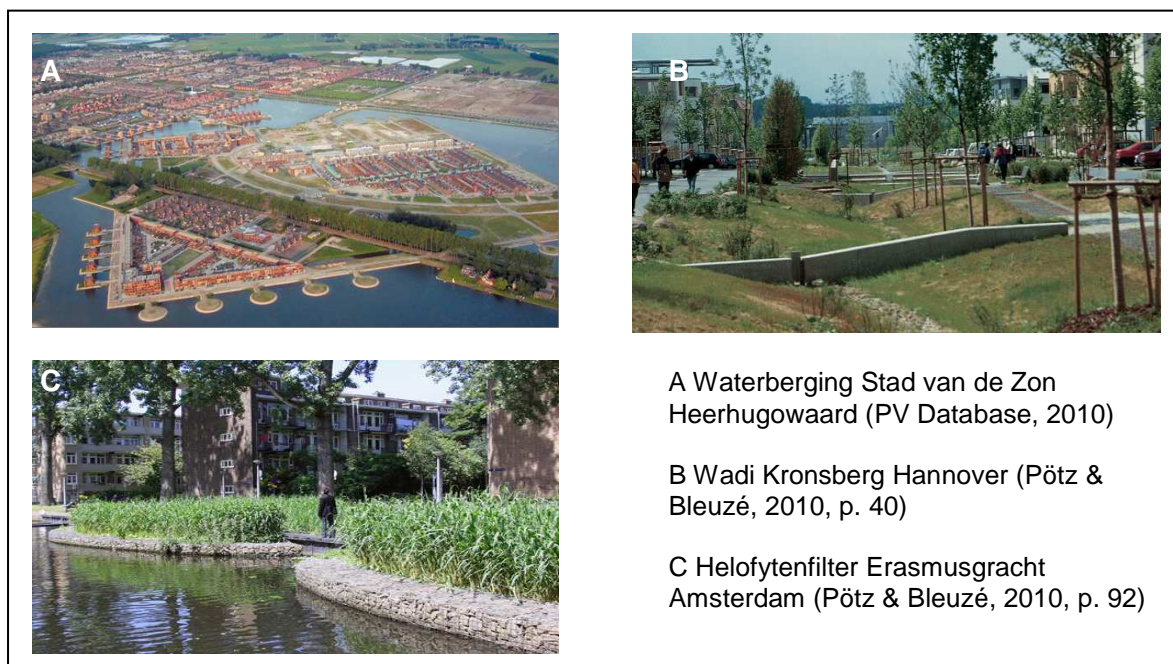 A
B
C
A Waterberging Stad van de Zon
Heerhugowaard (PV Database, 2010)
B Wadi Kronsberg Hannover (Pötz &
Bleuzé, 2010, p. 40)
C Helofytenfilter Erasmusgracht
Amsterdam (Pötz & Bleuzé, 2010, p. 92)